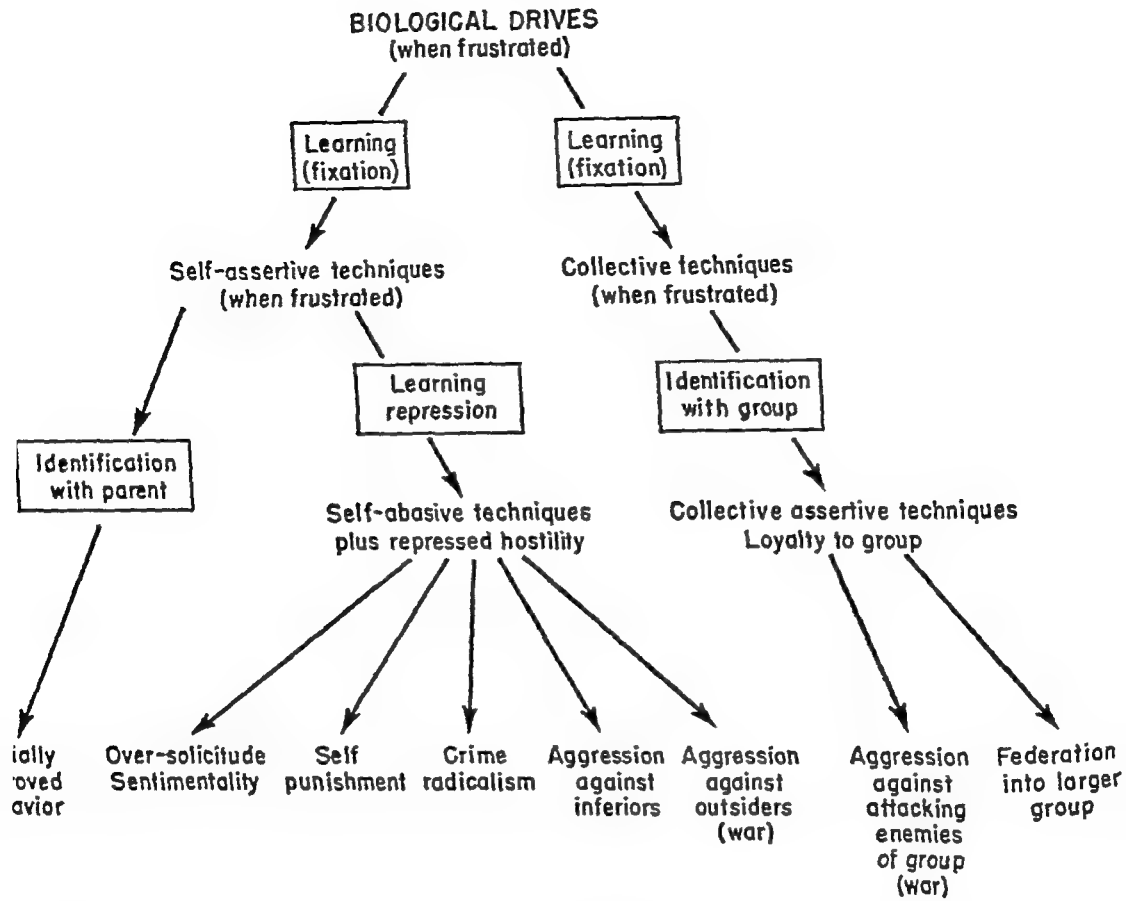 BIOLOGICAL DRIVES
(when frustrated)
Learning
(fixation)
Learning
(fixation)
Self-assertive techniques
(when frustrated)
Collective techniques
(when frustrated)
Learning
repression
Identification
with group
Identification
with parent
Self-abasive techniques
plus repressed hostility
Collective assertive techniques
Loyalty to group
ially
oved
avior
Over-solicitude
Sentimentality
Self
punishment
Crime
radicalism
Aggression
against
inferiors
Aggression
against
outsiders
(war)
Aggression
against
attacking
enemies
of group
(war)
Federation
into larger
group